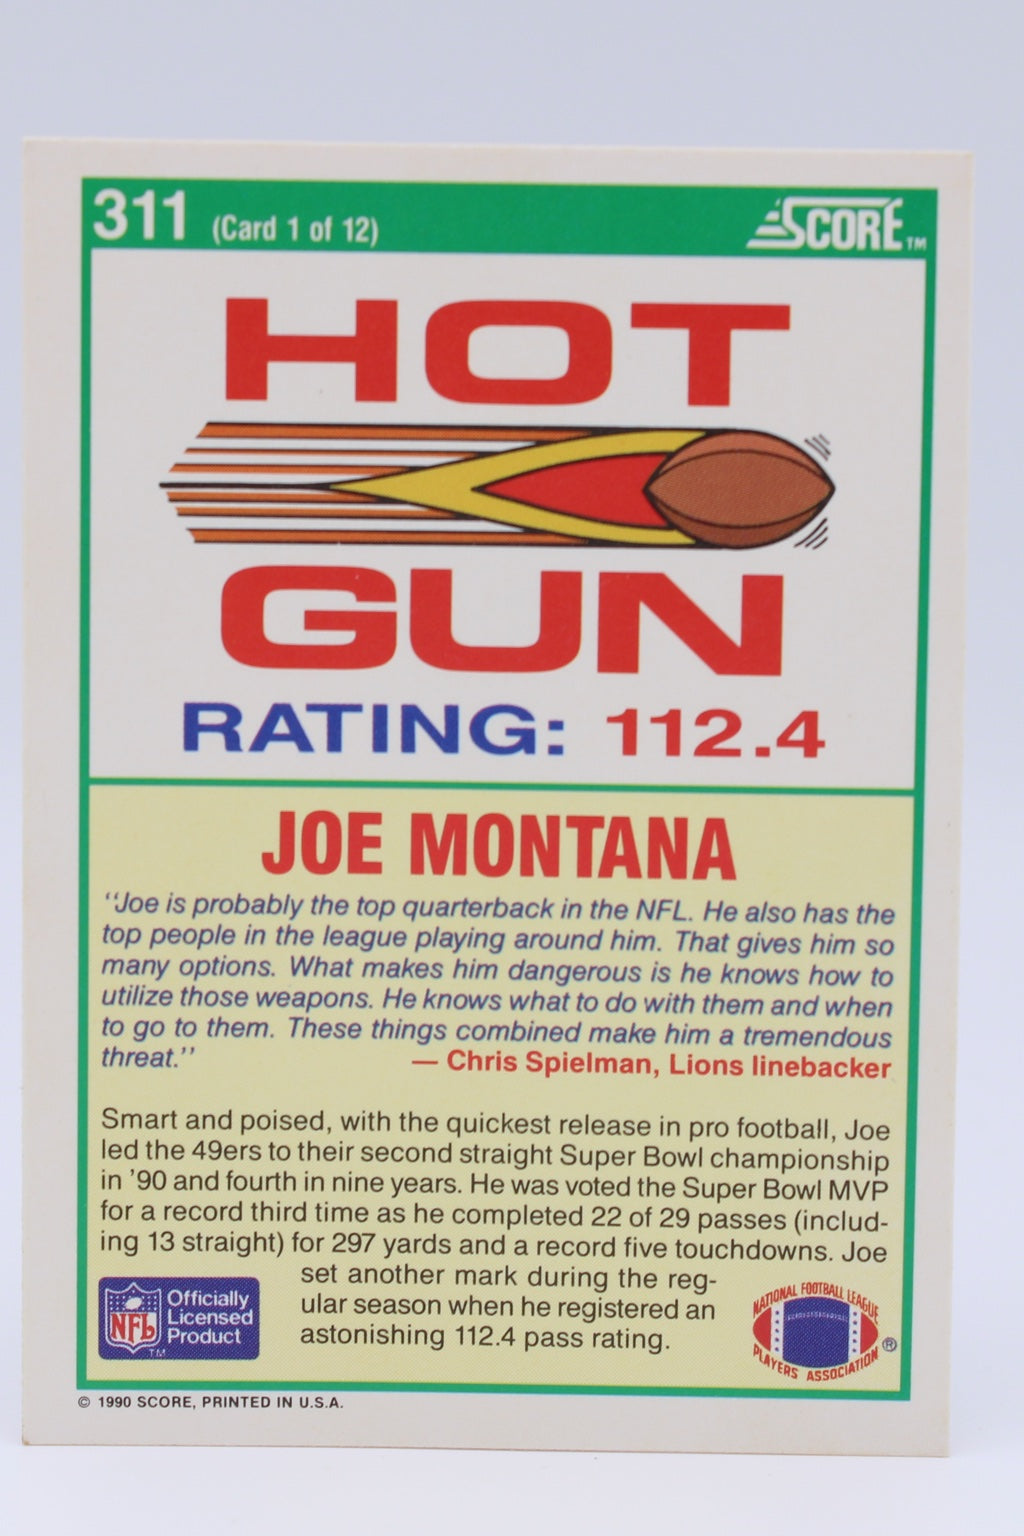 311 (Card 1 of 12) SCORE™
HOT
GUN
RATING: 112.4
JOE MONTANA
‘‘Joe is probably the top quarterback in the NFL. He also has the
top people in the league playing around him. That gives him so
many options. What makes him dangerous is he knows how to
utilize those weapons. He knows what to do with them and when
to go to them. These things combined make him a tremendous
threat.’’ — Chris Spielman, Lions linebacker
Smart and poised, with the quickest release in pro football, Joe
led the 49ers to their second straight Super Bowl championship
in ’90 and fourth in nine years. He was voted the Super Bowl MVP
for a record third time as he completed 22 of 29 passes (includ-
ing 13 straight) for 297 yards and a record five touchdowns. Joe
set another mark during the reg-
ular season when he registered an
astonishing 112.4 pass rating.
NFL
TM
Officially
Licensed
Product
NATIONAL FOOTBALL LEAGUE
PLAYERS ASSOCIATION ®
© 1990 SCORE, PRINTED IN U.S.A.